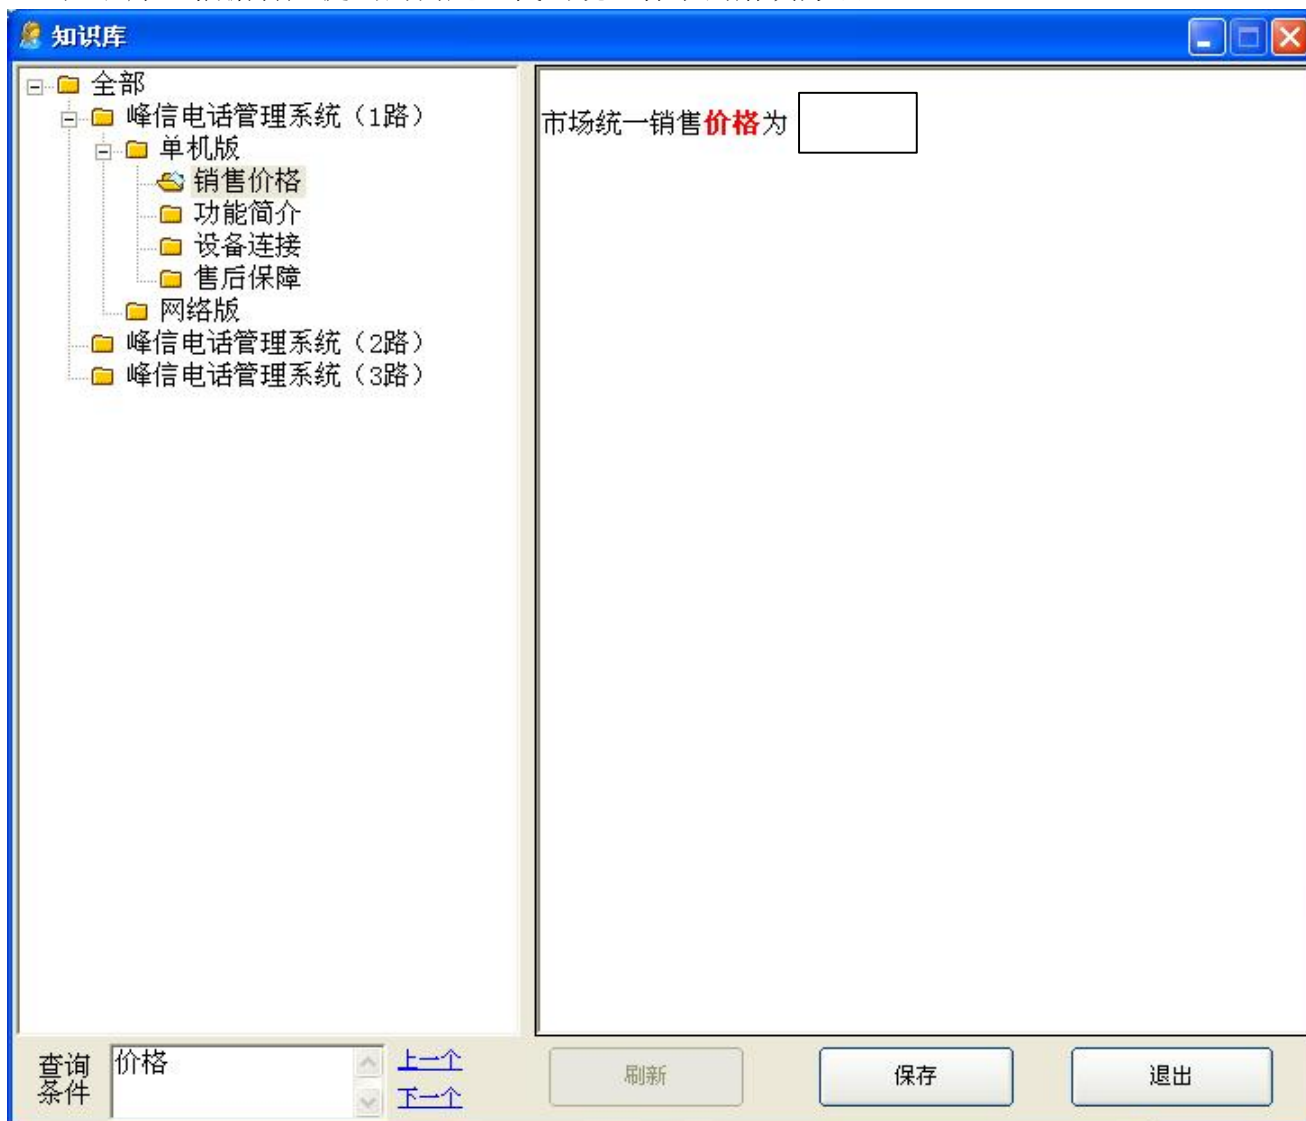 知识库
全部
峰信电话管理系统（1路）
单机版
销售价格
功能简介
设备连接
售后保障
网络版
峰信电话管理系统（2路）
峰信电话管理系统（3路）
市场统一销售价格为
查询
条件
价格
上一个
下一个
刷新
保存
退出